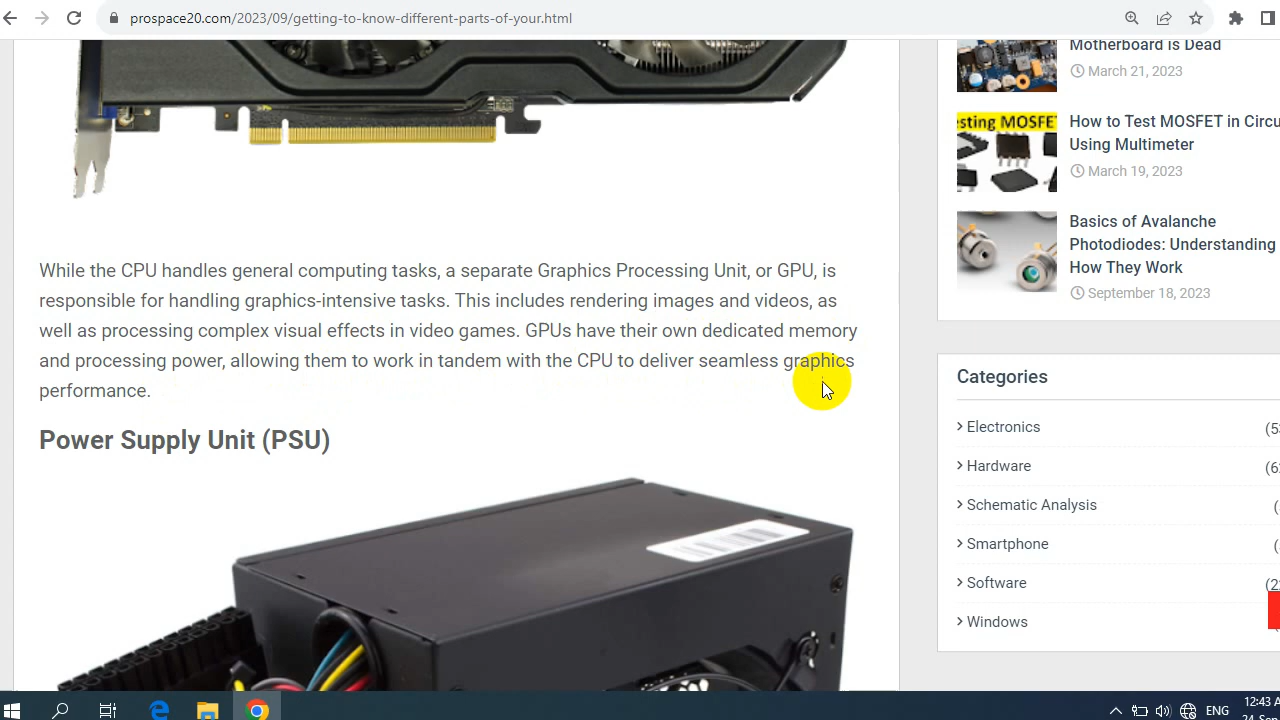 prospace20.com/2023/09/getting-to-know-different-parts-of-your.html
While the CPU handles general computing tasks, a separate Graphics Processing Unit, or GPU, is
responsible for handling graphics-intensive tasks. This includes rendering images and videos, as
well as processing complex visual effects in video games. GPUs have their own dedicated memory
and processing power, allowing them to work in tandem with the CPU to deliver seamless graphics
performance.
Power Supply Unit (PSU)
Motherboard is Dead
March 21, 2023
sting MOSFET
How to Test MOSFET in Circu
Using Multimeter
March 19, 2023
Basics of Avalanche
Photodiodes: Understanding
How They Work
September 18, 2023
Categories
Electronics
Hardware
Schematic Analysis
Smartphone
Software
Windows
ENG
12:43 A